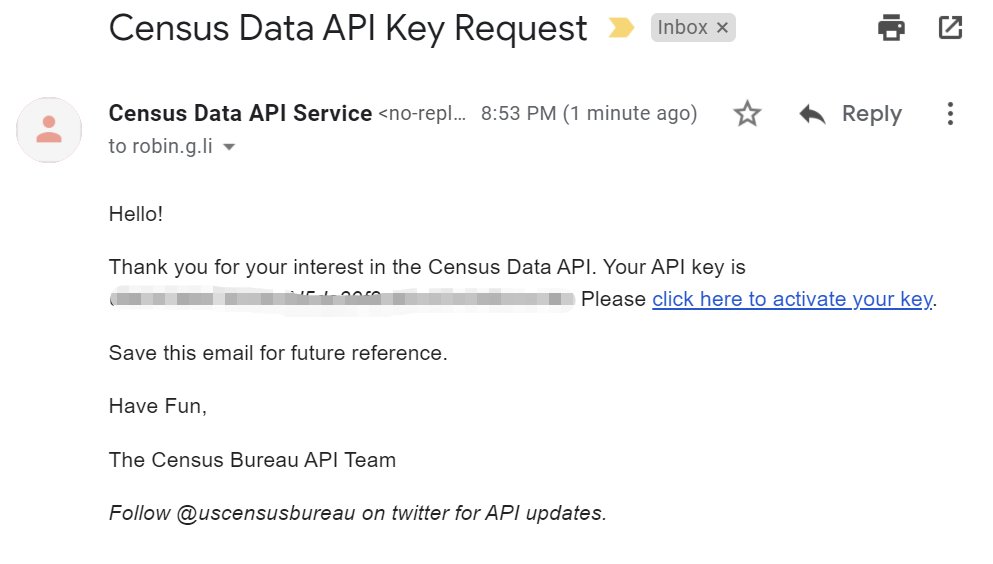 Census Data API Key Request
Inbox ×
Census Data API Service <no-repl... 8:53 PM (1 minute ago)
Reply
to robin.g.li
Hello!
Thank you for your interest in the Census Data API. Your API key is
Please click here to activate your key.
Save this email for future reference.
Have Fun,
The Census Bureau API Team
Follow @uscensusbureau on twitter for API updates.